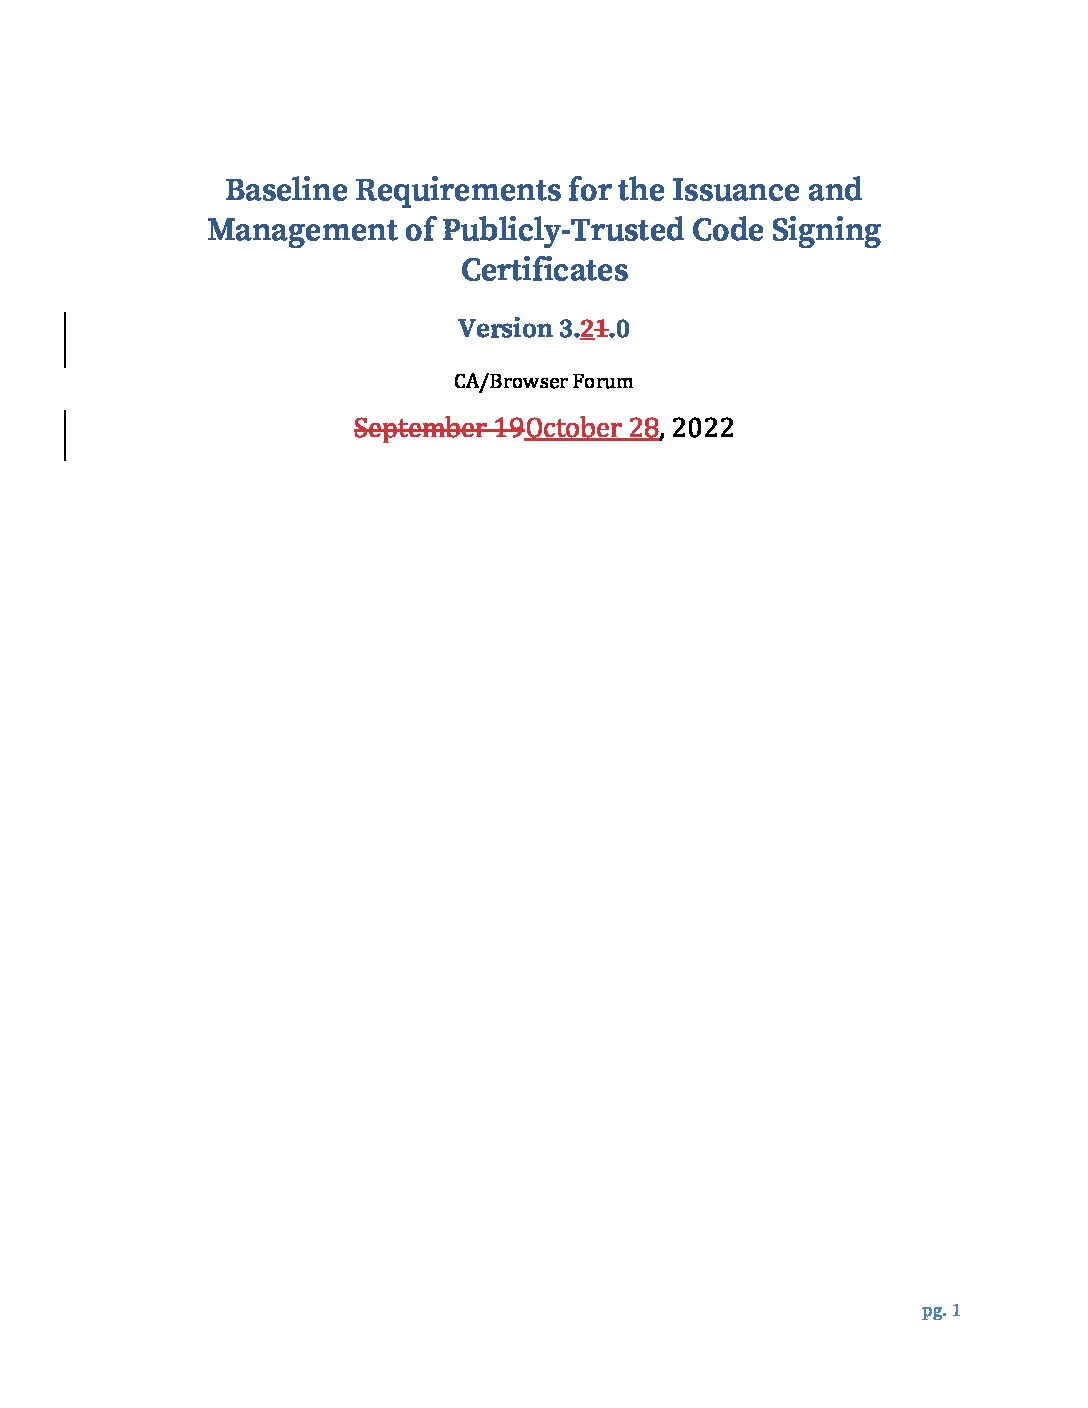 Baseline Requirements for the Issuance and
Management of Publicly-Trusted Code Signing
Certificates
Version 3.21.0
CA/Browser Forum
September 19October 28, 2022
pg. 1